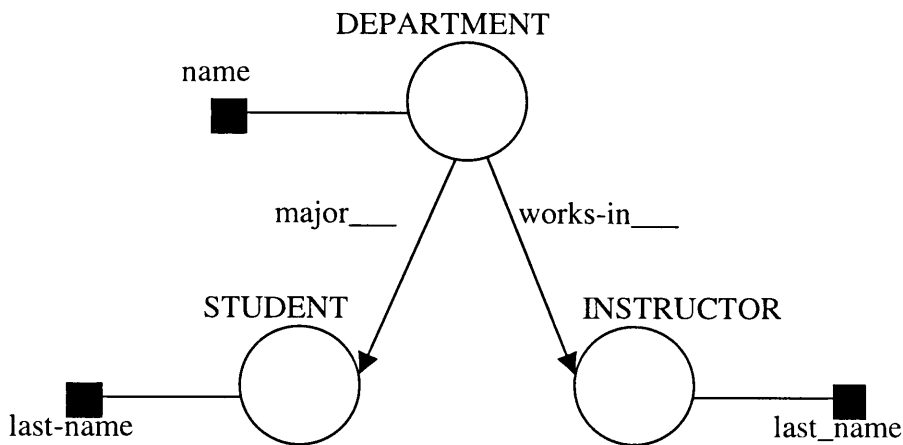 DEPARTMENT
name
major___
works-in___
STUDENT
INSTRUCTOR
last-name
last_name